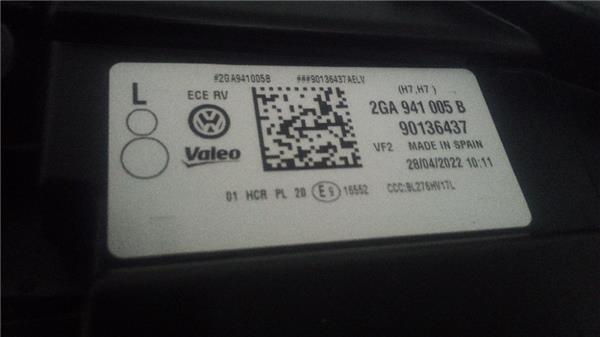 #2GA941005B ###90136437AELV
L ECE RV (H7,H7)
2GA 941 005 B
90136437
Valeo VF2 MADE IN SPAIN
28/04/2022 10:11
01 HCR PL 20 E9 16552 CCC:BL276HV17L